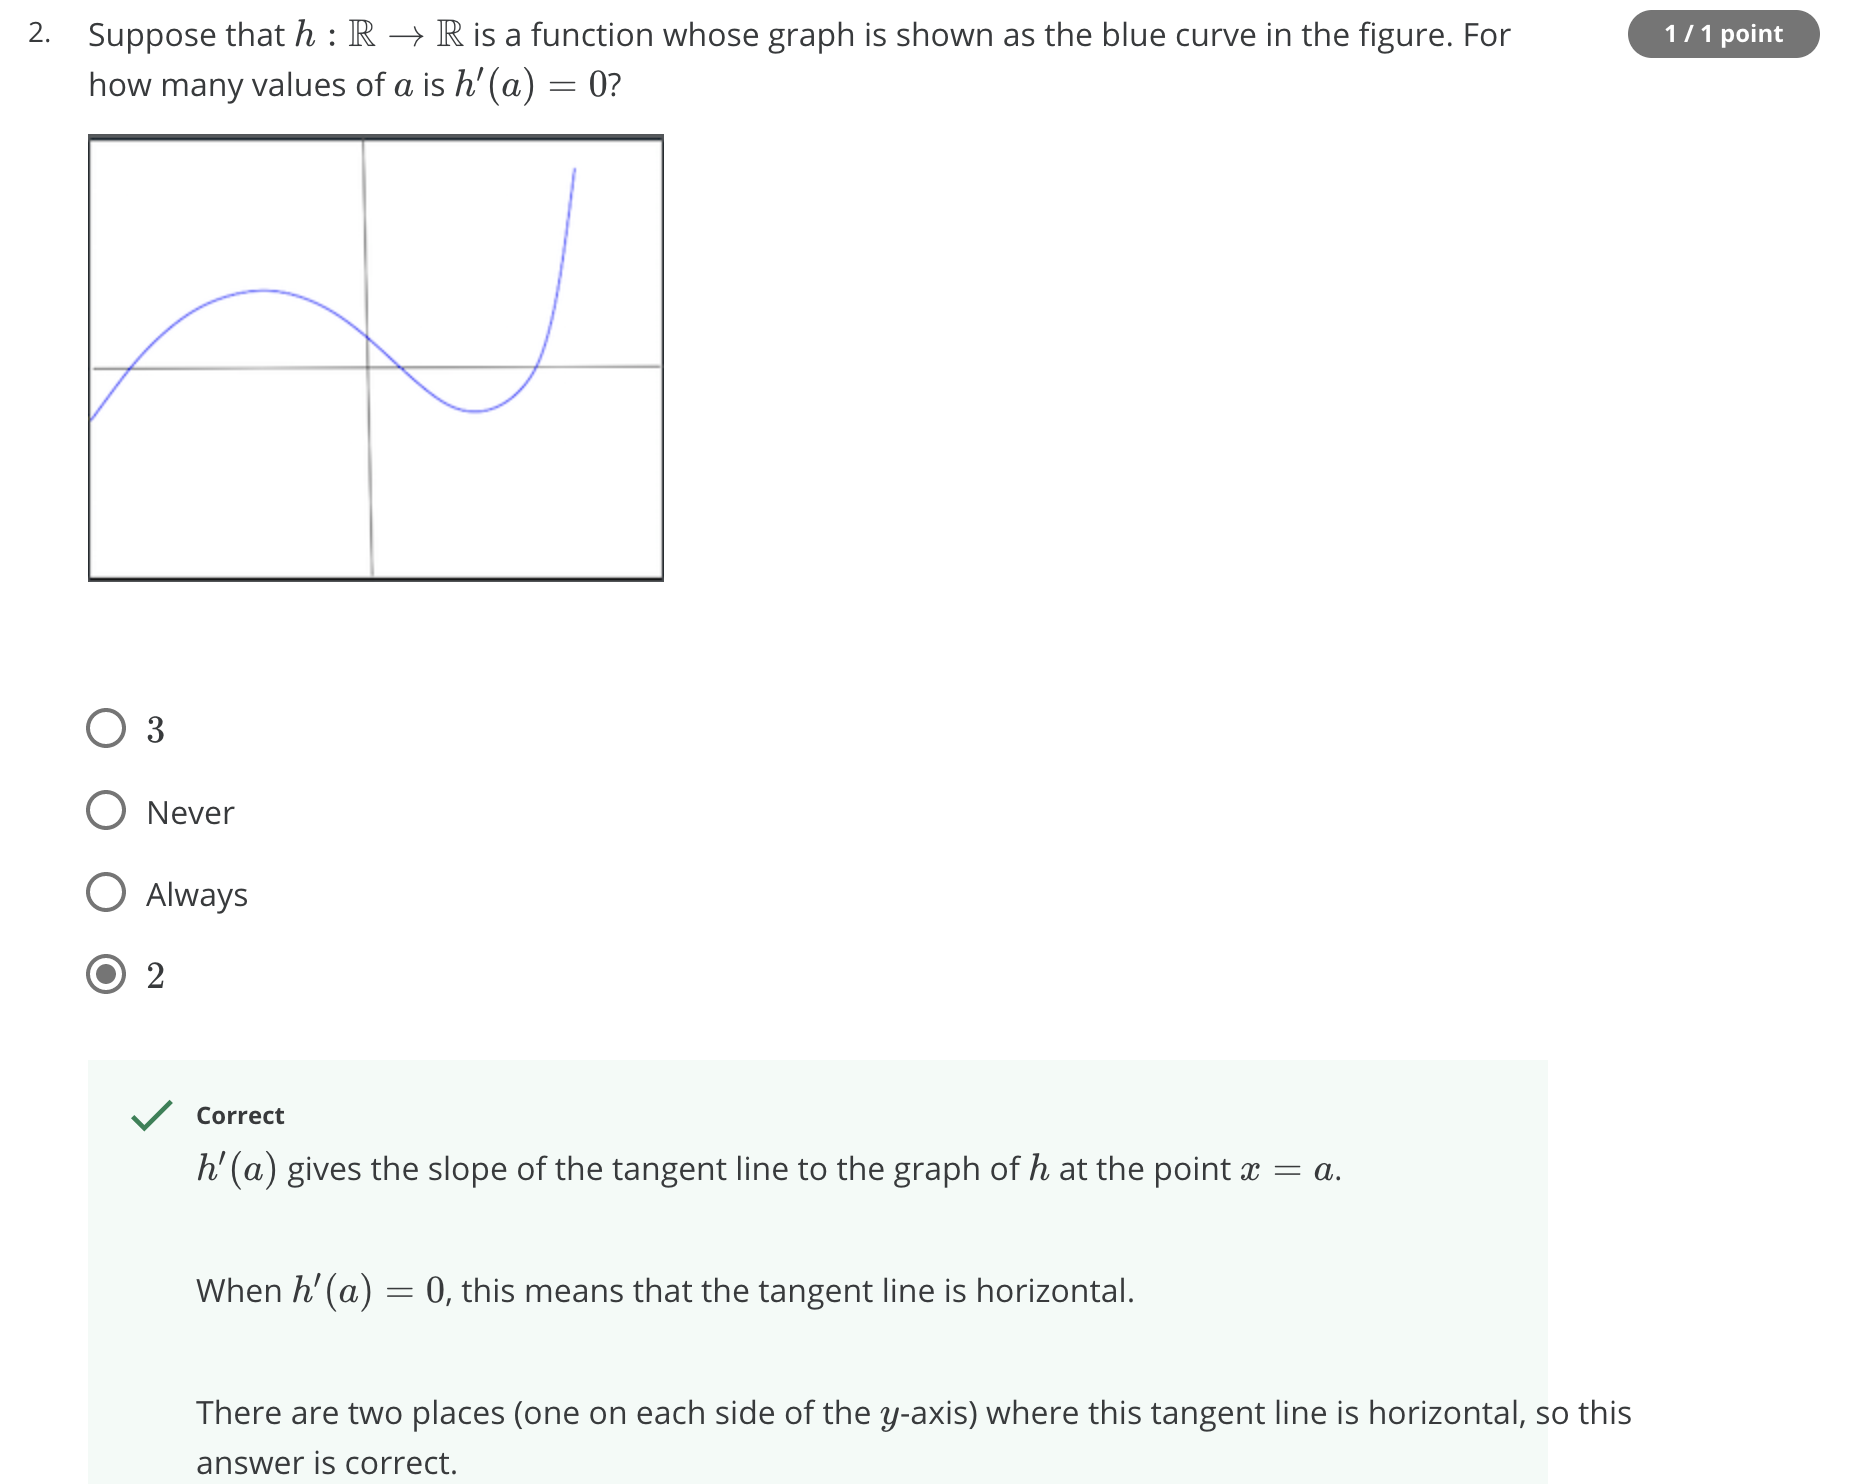 2. Suppose that h : ℝ → ℝ is a function whose graph is shown as the blue curve in the figure. For
1 / 1 point
how many values of a is h′(a) = 0?
3
Never
Always
2
Correct
h′(a) gives the slope of the tangent line to the graph of h at the point x = a.
When h′(a) = 0, this means that the tangent line is horizontal.
There are two places (one on each side of the y-axis) where this tangent line is horizontal, so this
answer is correct.